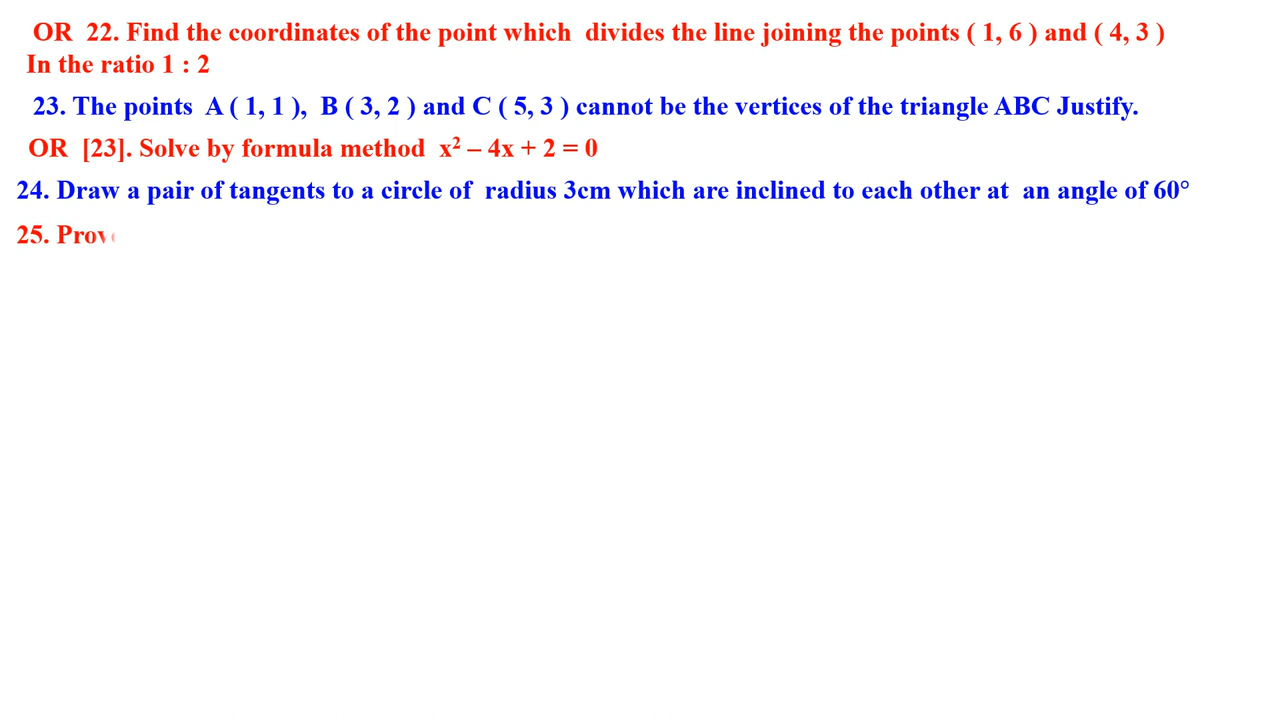 OR 22. Find the coordinates of the point which divides the line joining the points ( 1, 6 ) and ( 4, 3 )
In the ratio 1 : 2
23. The points A ( 1, 1 ), B ( 3, 2 ) and C ( 5, 3 ) cannot be the vertices of the triangle ABC Justify.
OR [23]. Solve by formula method x² – 4x + 2 = 0
24. Draw a pair of tangents to a circle of radius 3cm which are inclined to each other at an angle of 60°
25.